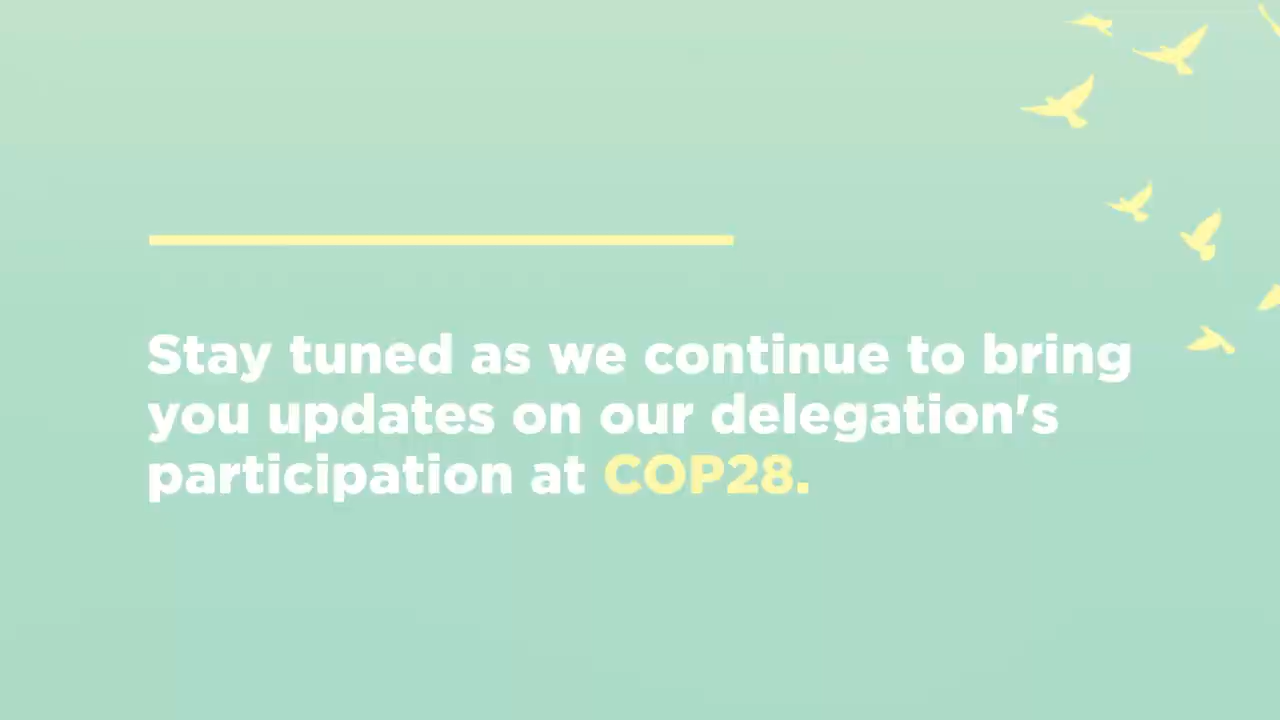 Stay tuned as we continue to bring
you updates on our delegation's
participation at COP28.